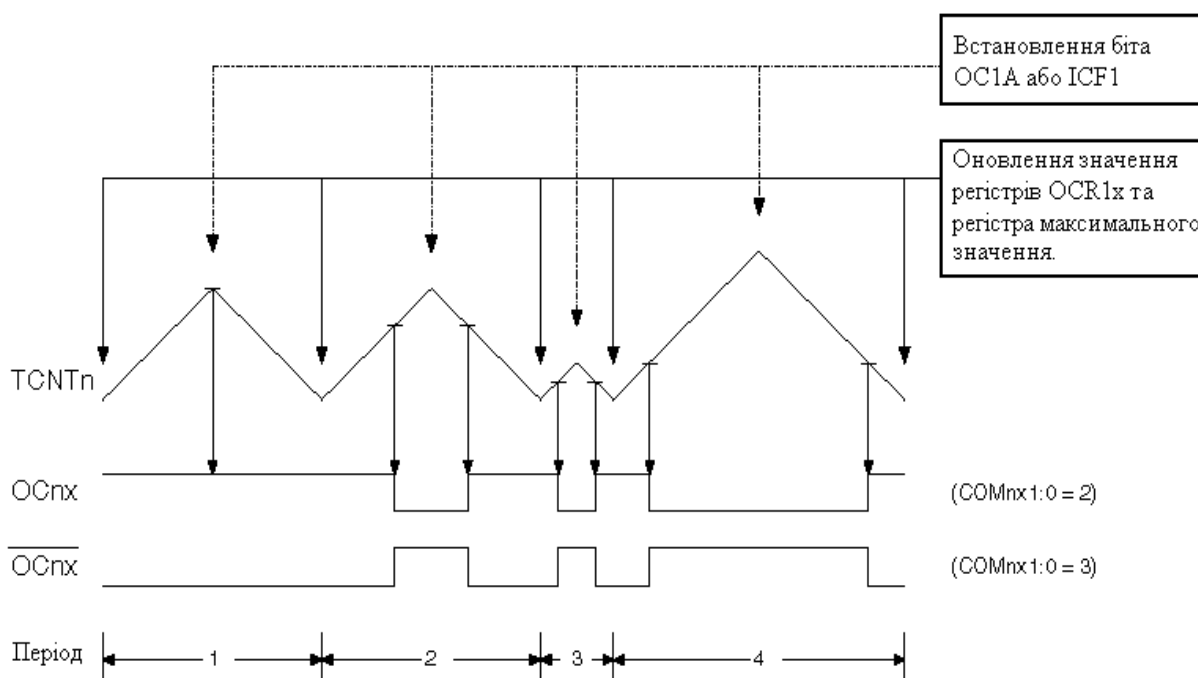 Встановлення біта
OC1A або ICF1
Оновлення значення
регістрів OCR1x та
регістра максимального
значення.
TCNTn
OCnx
(COMnx1:0 = 2)
OCnx
(COMnx1:0 = 3)
Період
1
2
3
4